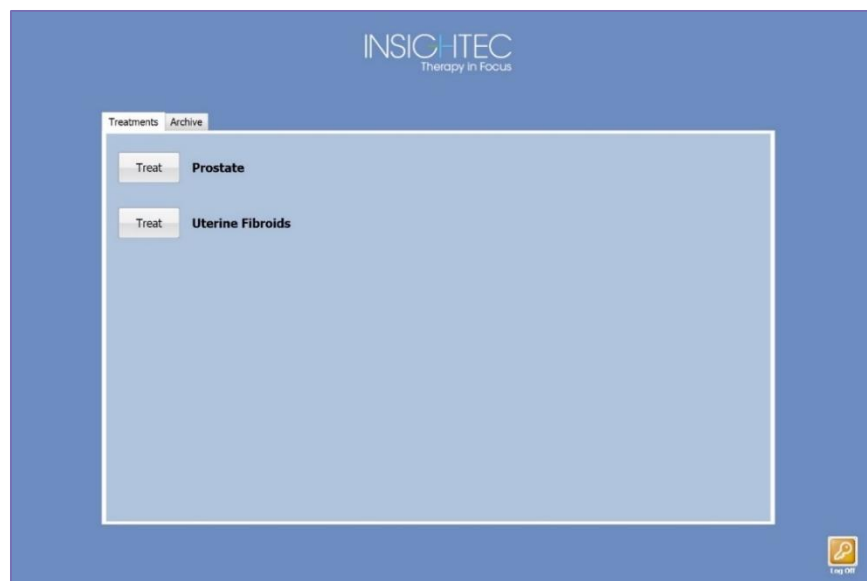 INSIGHTEC
Therapy in Focus
Treatments Archive
Treat Prostate
Treat Uterine Fibroids
Log Off